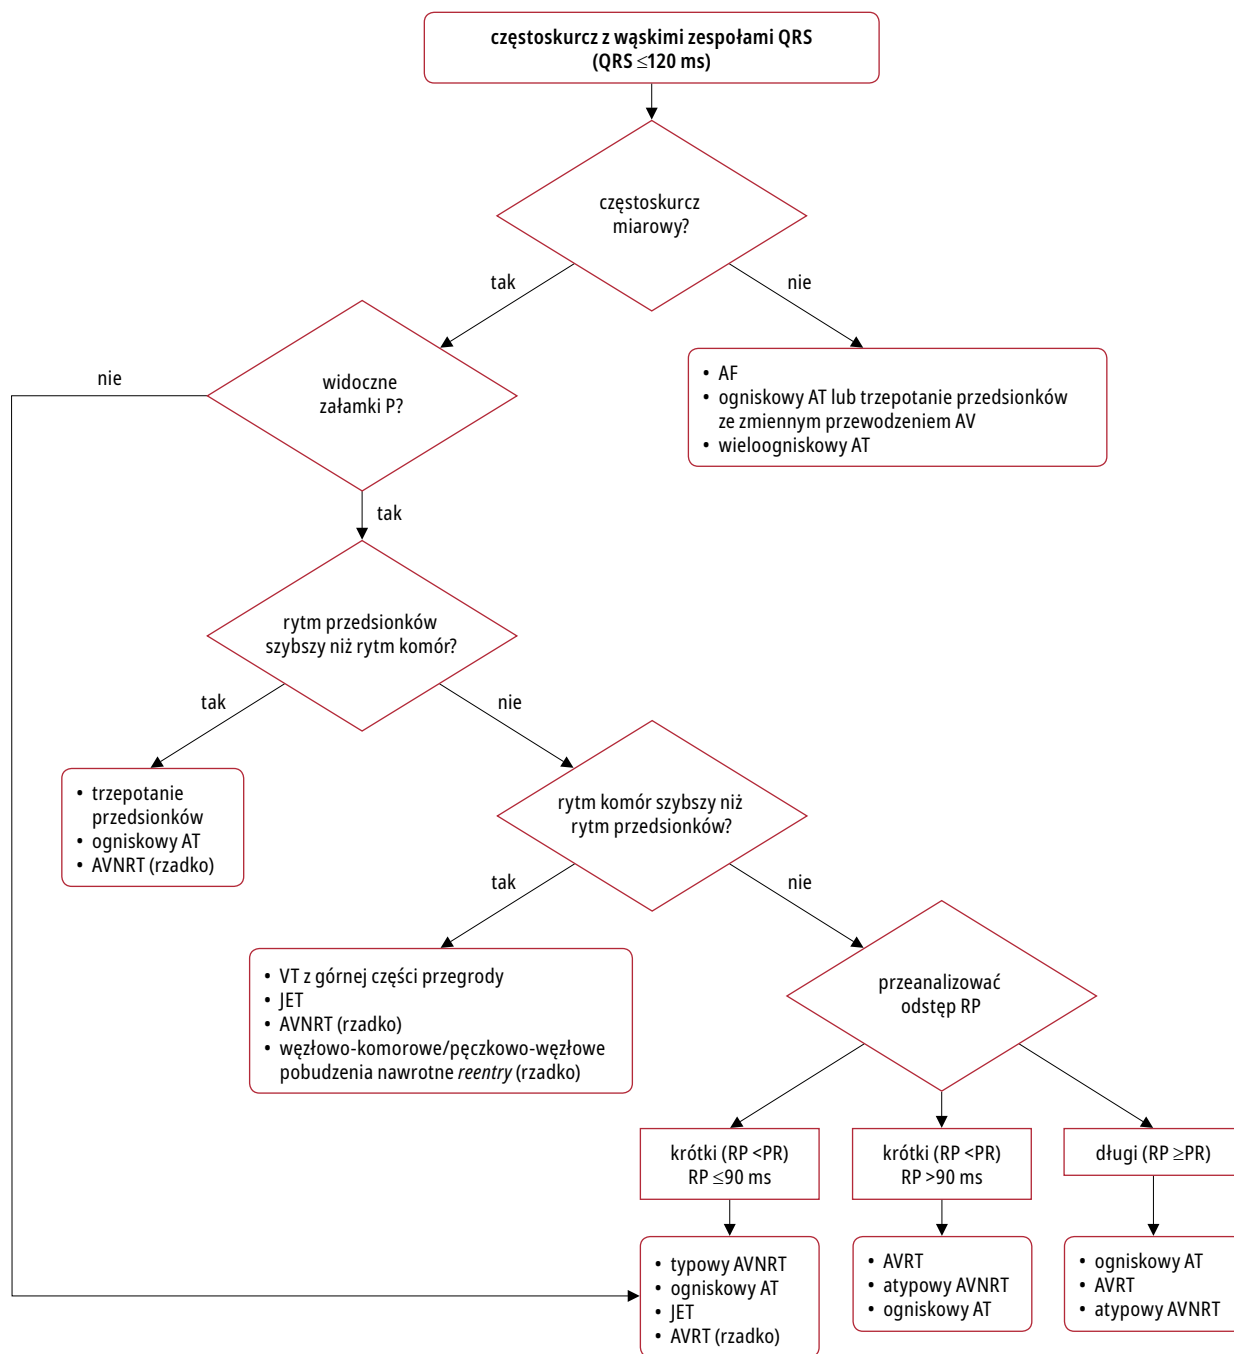 częstoskurcz z wąskimi zespołami QRS
(QRS ≤120 ms)
częstoskurcz
miarowy?
tak
nie
nie
widoczne
załamki P?
• AF
• ogniskowy AT lub trzepotanie przedsionków
ze zmiennym przewodzeniem AV
• wieloogniskowy AT
tak
rytm przedsionków
szybszy niż rytm komór?
tak
nie
• trzepotanie
przedsionków
• ogniskowy AT
• AVNRT (rzadko)
rytm komór szybszy niż
rytm przedsionków?
tak
nie
• VT z górnej części przegrody
• JET
• AVNRT (rzadko)
• węzłowo-komorowe/pęczkowo-węzłowe
pobudzenia nawrotne reentry (rzadko)
przeanalizować
odstęp RP
krótki (RP <PR)
RP ≤90 ms
krótki (RP <PR)
RP >90 ms
długi (RP ≥PR)
• typowy AVNRT
• ogniskowy AT
• JET
• AVRT (rzadko)
• AVRT
• atypowy AVNRT
• ogniskowy AT
• ogniskowy AT
• AVRT
• atypowy AVNRT